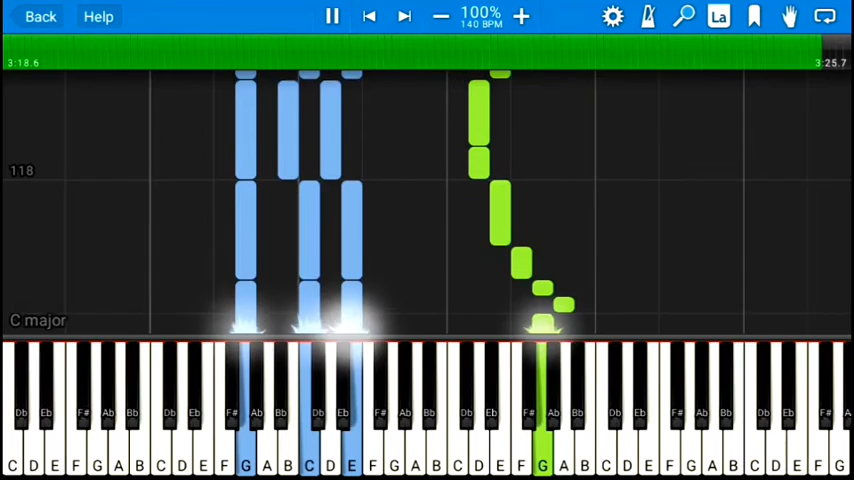 Back Help 100% La
140 BPM
3:18.6 3:25.7
118
C major
Db Eb F# Ab Bb Db Eb F# Ab Bb Db Eb F# Ab Bb Db Eb F# Ab Bb Db Eb F# Ab Bb Db Eb F# A
C D E F G A B C D E F G A B C D E F G A B C D E F G A B C D E F G A B C D E F G